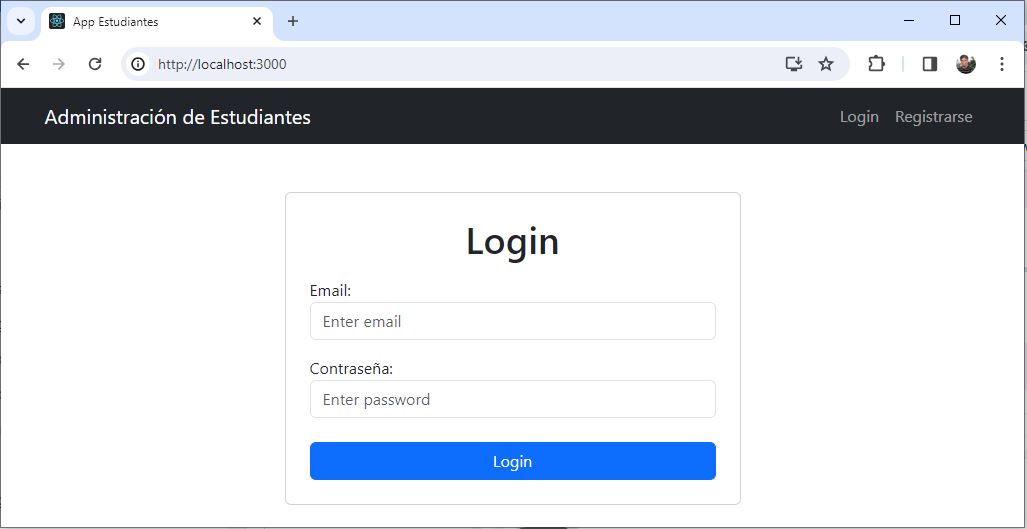 App Estudiantes
http://localhost:3000
Administración de Estudiantes Login Registrarse
Login
Email:
Enter email
Contraseña:
Enter password
Login